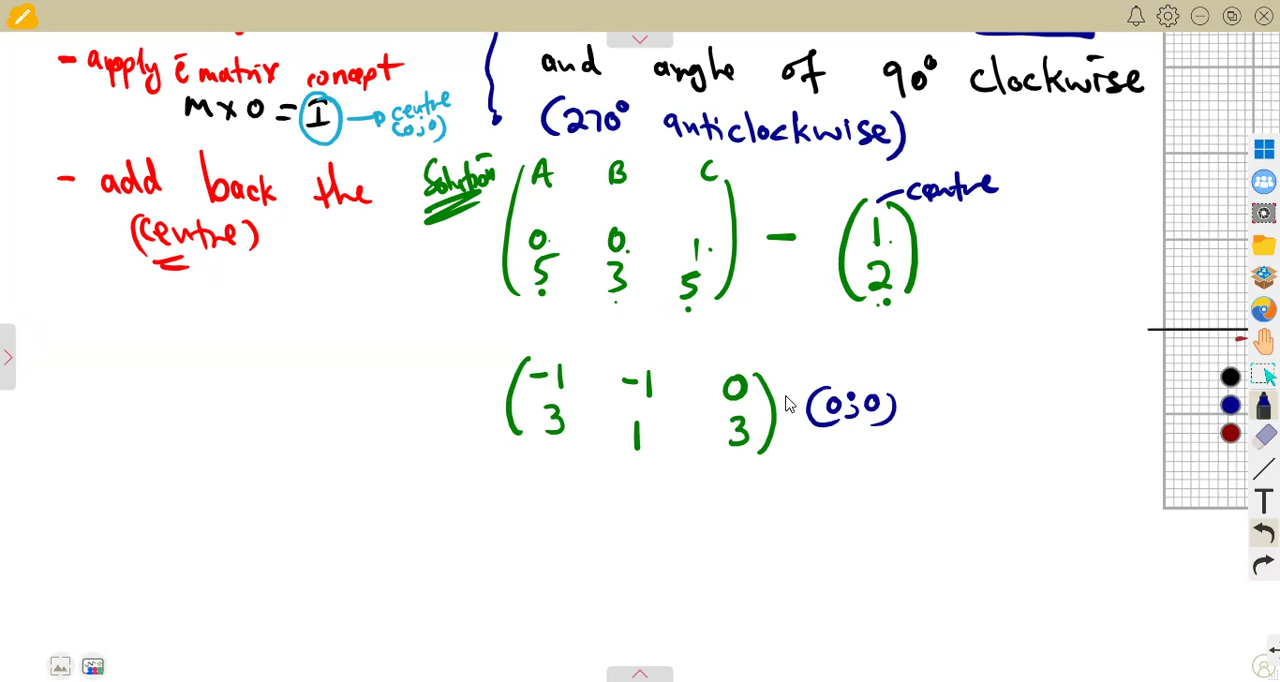 - apply c̄ matrix concept
M x O = I → centre
(0;0)
- add back the
(centre)
and angle of 90° clockwise
(270° anticlockwise)
Solution
A B C
0 0 1
5 3 5
-
1
2
centre
-1 -1 0
3 1 3
(0;0)
T